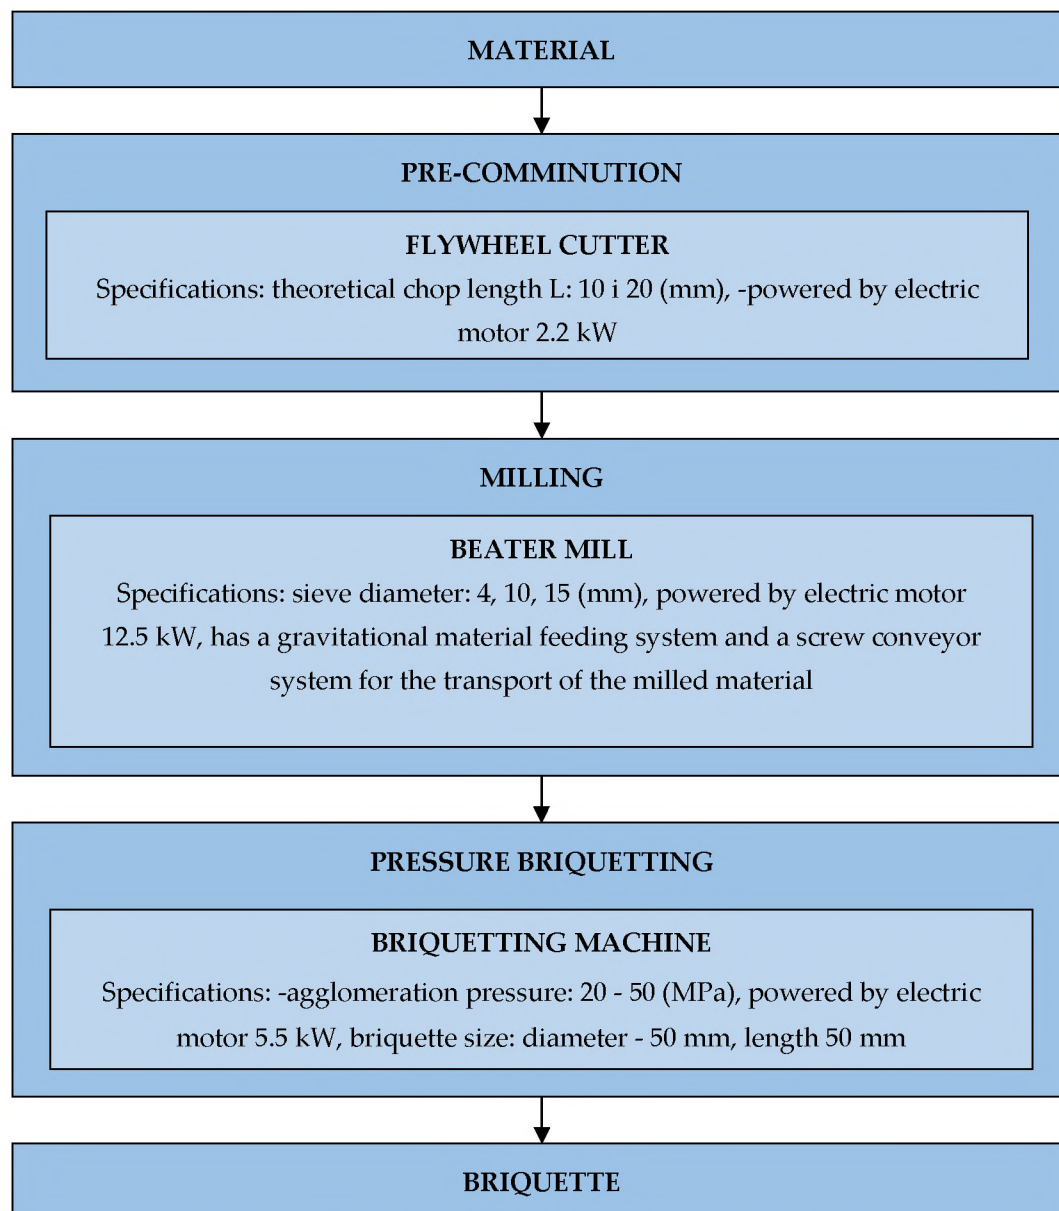 MATERIAL
PRE-COMMINUTION
FLYWHEEL CUTTER
Specifications: theoretical chop length L: 10 i 20 (mm), -powered by electric
motor 2.2 kW
MILLING
BEATER MILL
Specifications: sieve diameter: 4, 10, 15 (mm), powered by electric motor
12.5 kW, has a gravitational material feeding system and a screw conveyor
system for the transport of the milled material
PRESSURE BRIQUETTING
BRIQUETTING MACHINE
Specifications: -agglomeration pressure: 20 - 50 (MPa), powered by electric
motor 5.5 kW, briquette size: diameter - 50 mm, length 50 mm
BRIQUETTE